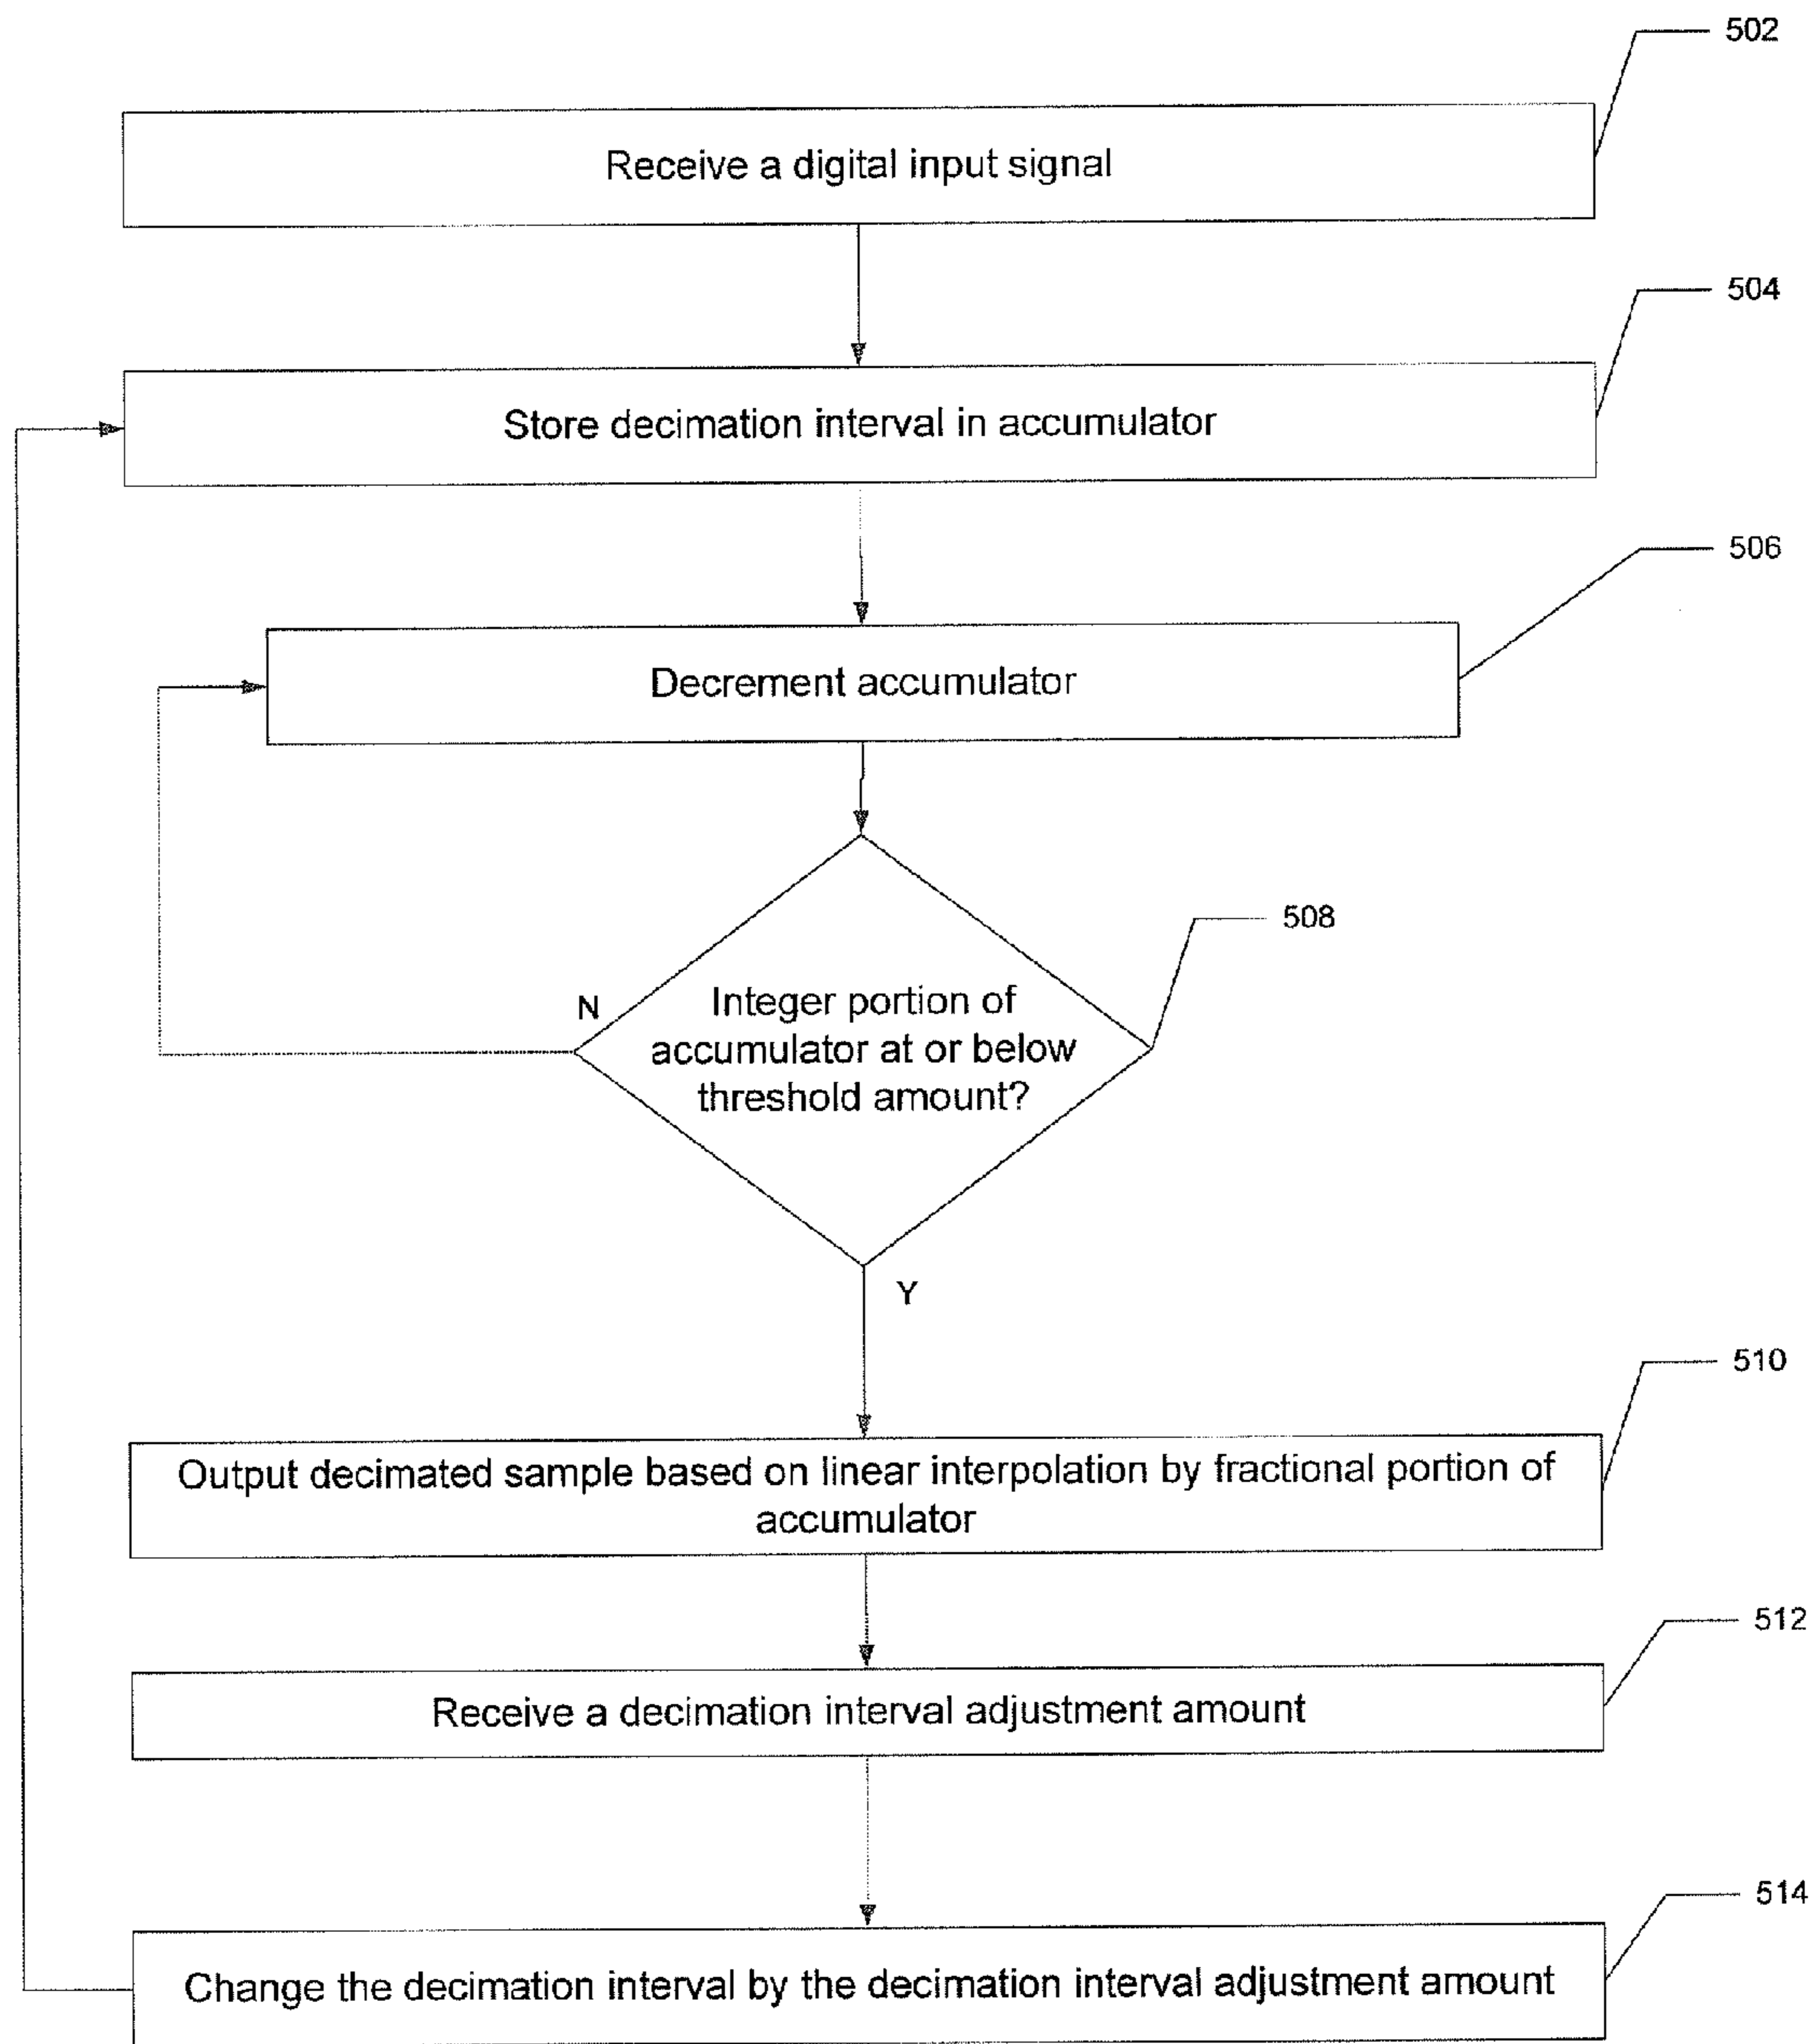 502
Receive a digital input signal
504
Store decimation interval in accumulator
506
Decrement accumulator
508
N
Integer portion of
accumulator at or below
threshold amount?
Y
510
Output decimated sample based on linear interpolation by fractional portion of
accumulator
512
Receive a decimation interval adjustment amount
514
Change the decimation interval by the decimation interval adjustment amount